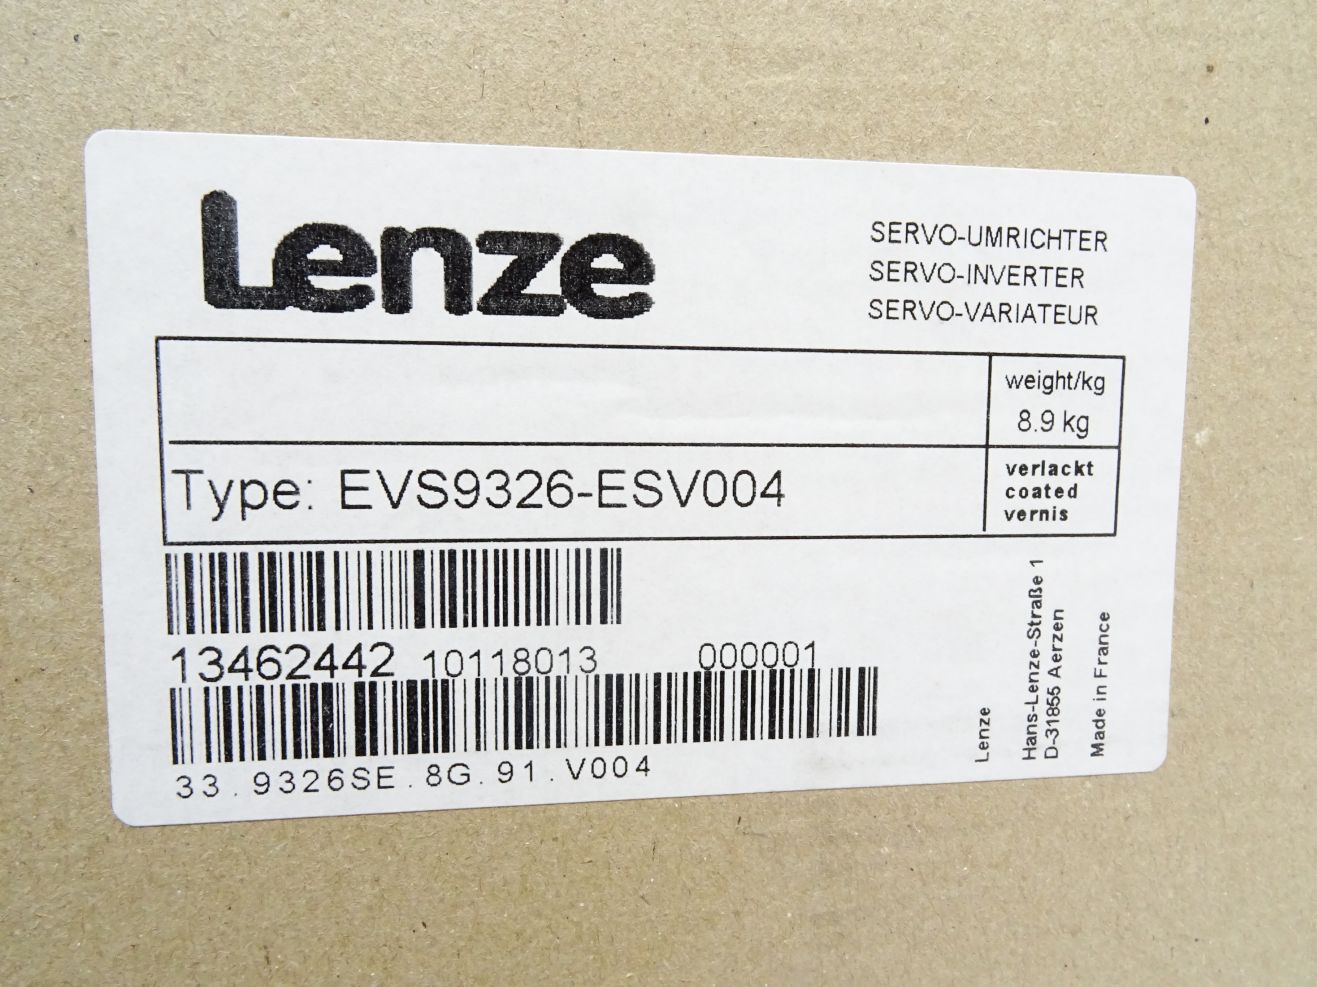 Lenze
SERVO-UMRICHTER
SERVO-INVERTER
SERVO-VARIATEUR
weight/kg
8.9 kg
Type: EVS9326-ESV004
verlackt
coated
vernis
13462442 10118013 000001
33.9326SE.8G.91.V004
Lenze
Hans-Lenze-Straße 1
D-31855 Aerzen
Made in France